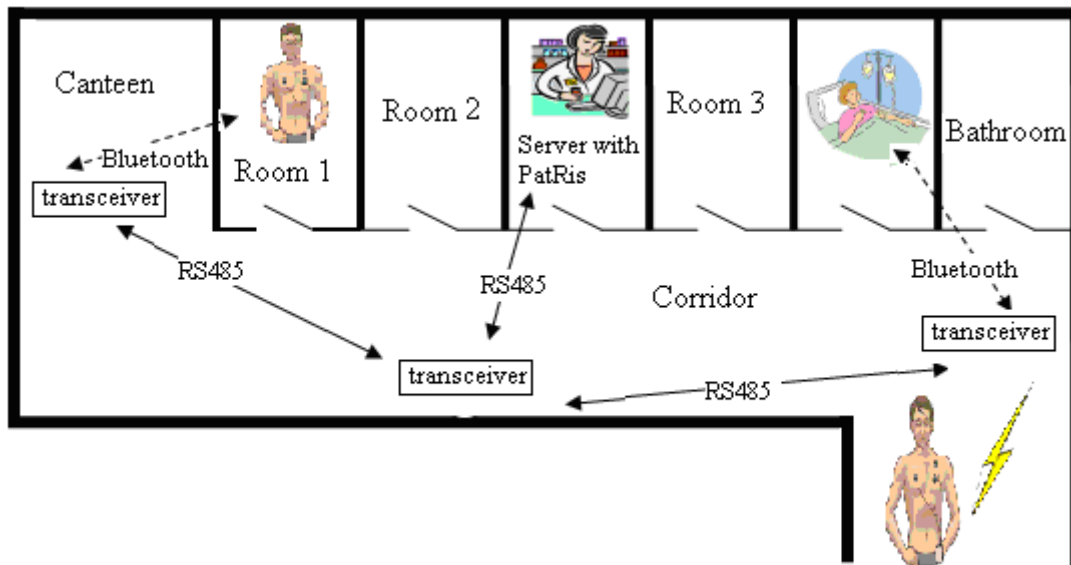 Canteen
Room 2
Room 3
Bathroom
Bluetooth
Room 1
Server with
PatRis
transceiver
RS485
RS485
Corridor
Bluetooth
transceiver
transceiver
RS485